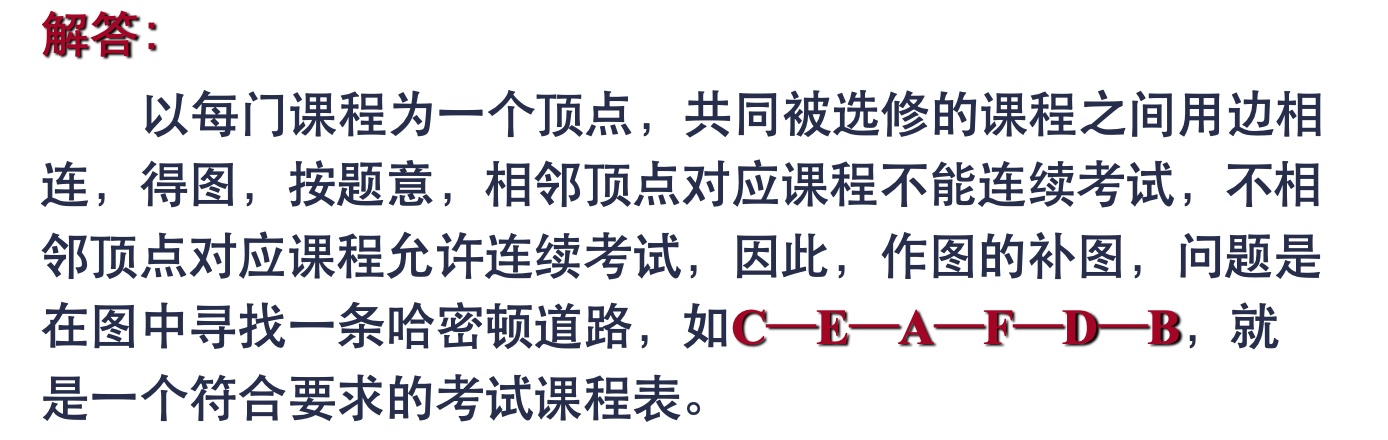 解答：
以每门课程为一个顶点，共同被选修的课程之间用边相
连，得图，按题意，相邻顶点对应课程不能连续考试，不相
邻顶点对应课程允许连续考试，因此，作图的补图，问题是
在图中寻找一条哈密顿道路，如C—E—A—F—D—B，就
是一个符合要求的考试课程表。